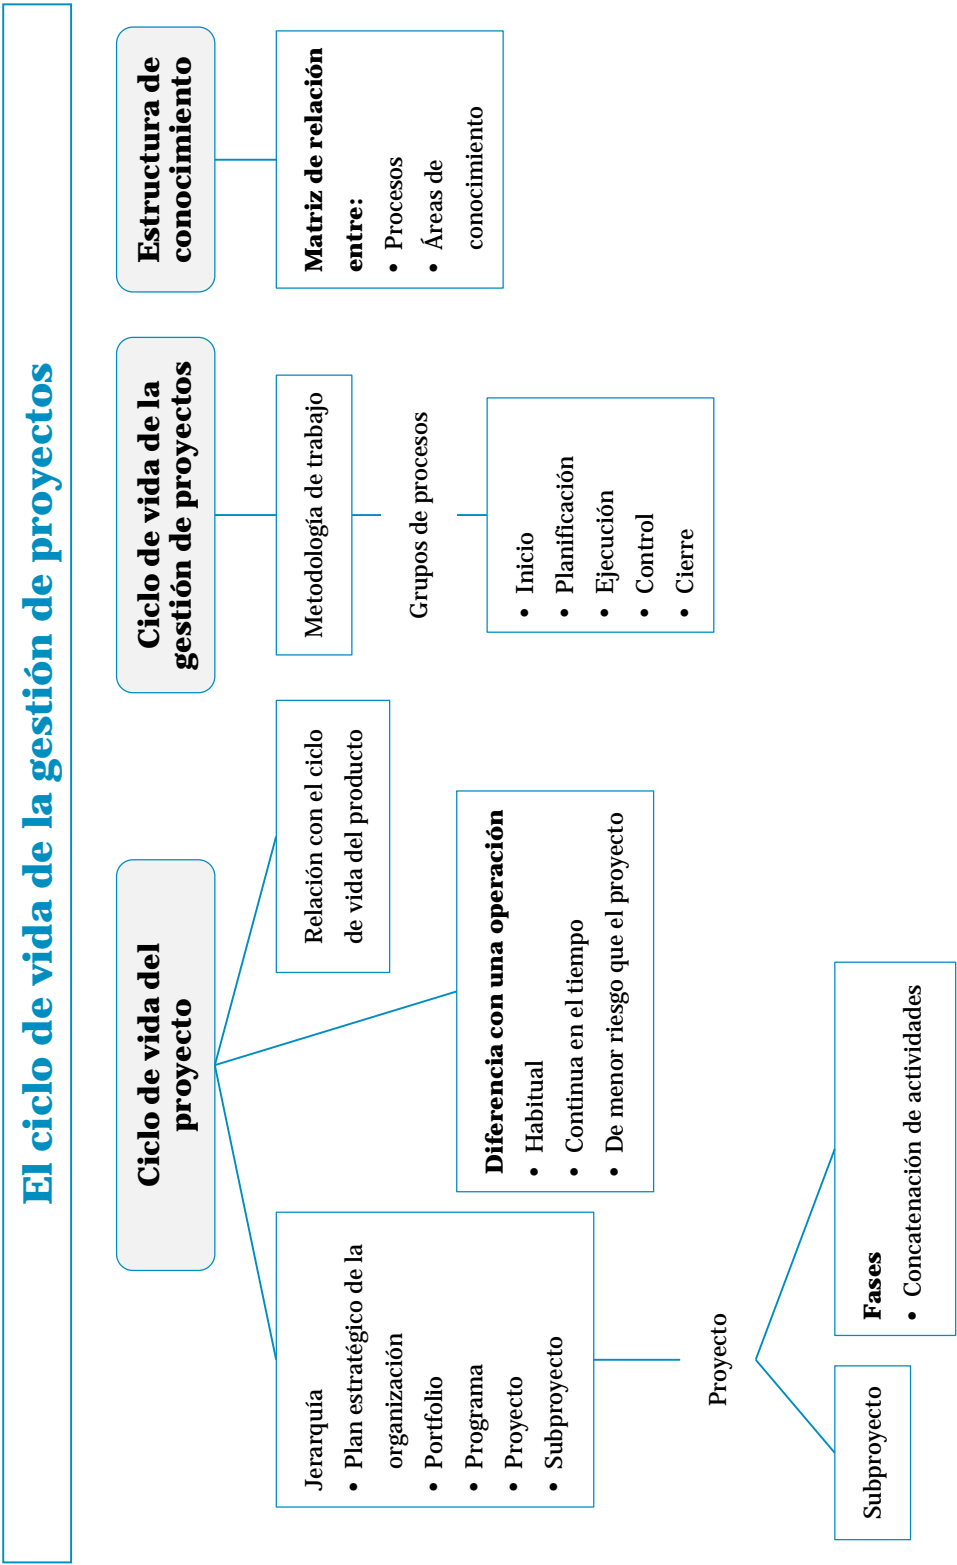 El ciclo de vida de la gestión de proyectos
Ciclo de vida del
proyecto
Jerarquía
• Plan estratégico de la
organización
• Portfolio
• Programa
• Proyecto
• Subproyecto
Proyecto
Subproyecto
Fases
• Concatenación de actividades
Diferencia con una operación
• Habitual
• Continua en el tiempo
• De menor riesgo que el proyecto
Relación con el ciclo
de vida del producto
Ciclo de vida de la
gestión de proyectos
Metodología de trabajo
Grupos de procesos
• Inicio
• Planificación
• Ejecución
• Control
• Cierre
Estructura de
conocimiento
Matriz de relación
entre:
• Procesos
• Áreas de
conocimiento